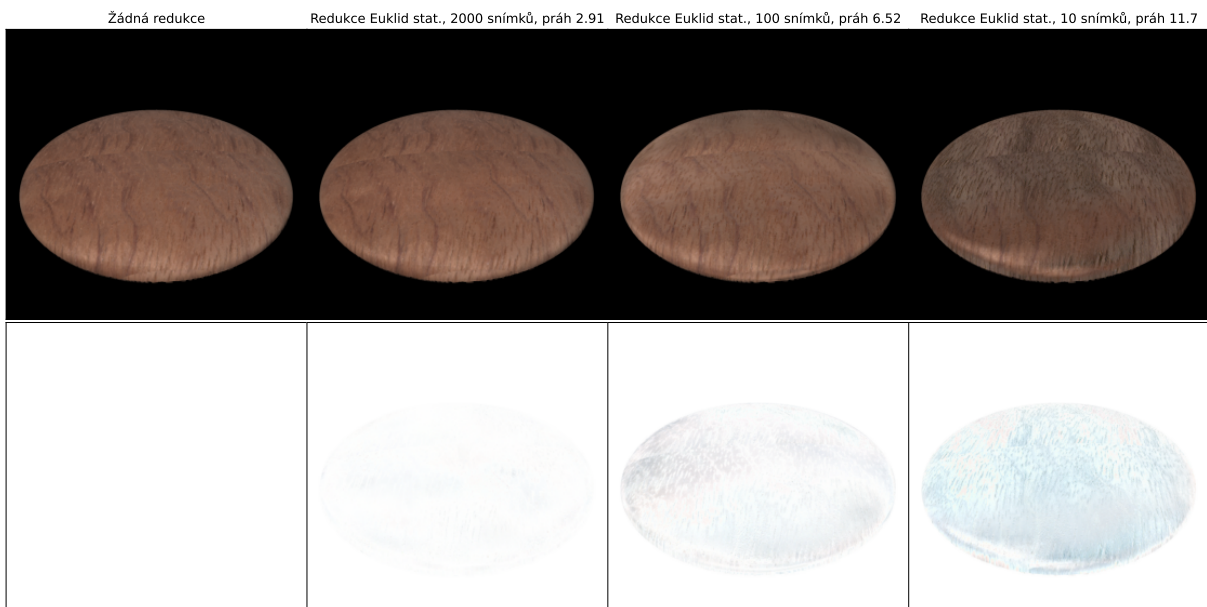 Žádná redukce
Redukce Euklid stat., 2000 snímků, práh 2.91
Redukce Euklid stat., 100 snímků, práh 6.52
Redukce Euklid stat., 10 snímků, práh 11.7